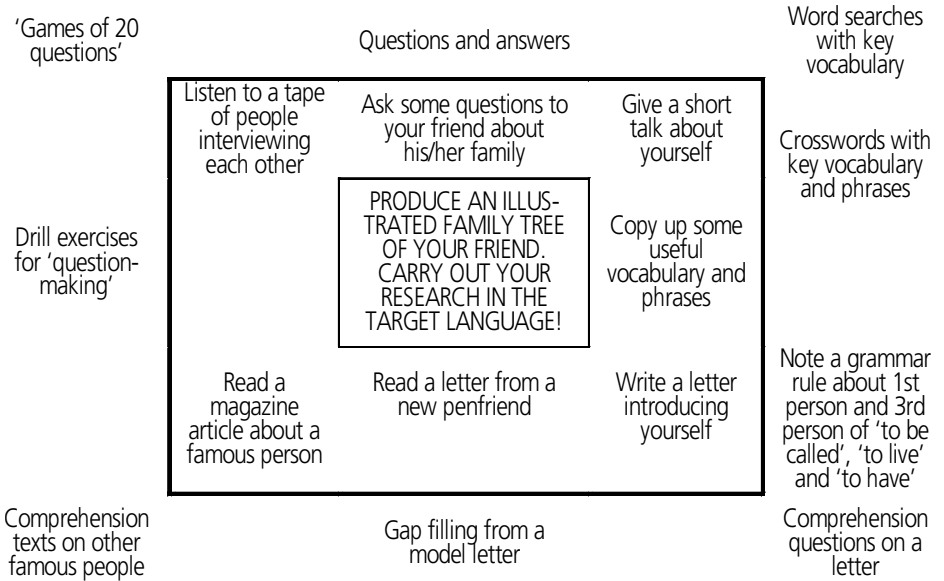 ‘Games of 20
questions’
Questions and answers
Word searches
with key
vocabulary
Listen to a tape
of people
interviewing
each other
Ask some questions to
your friend about
his/her family
Give a short
talk about
yourself
Crosswords with
key vocabulary
and phrases
Drill exercises
for ‘question-
making’
PRODUCE AN ILLUS-
TRATED FAMILY TREE
OF YOUR FRIEND.
CARRY OUT YOUR
RESEARCH IN THE
TARGET LANGUAGE!
Copy up some
useful
vocabulary and
phrases
Read a
magazine
article about a
famous person
Read a letter from a
new penfriend
Write a letter
introducing
yourself
Note a grammar
rule about 1st
person and 3rd
person of ‘to be
called’, ‘to live’
and ‘to have’
Comprehension
texts on other
famous people
Gap filling from a
model letter
Comprehension
questions on a
letter